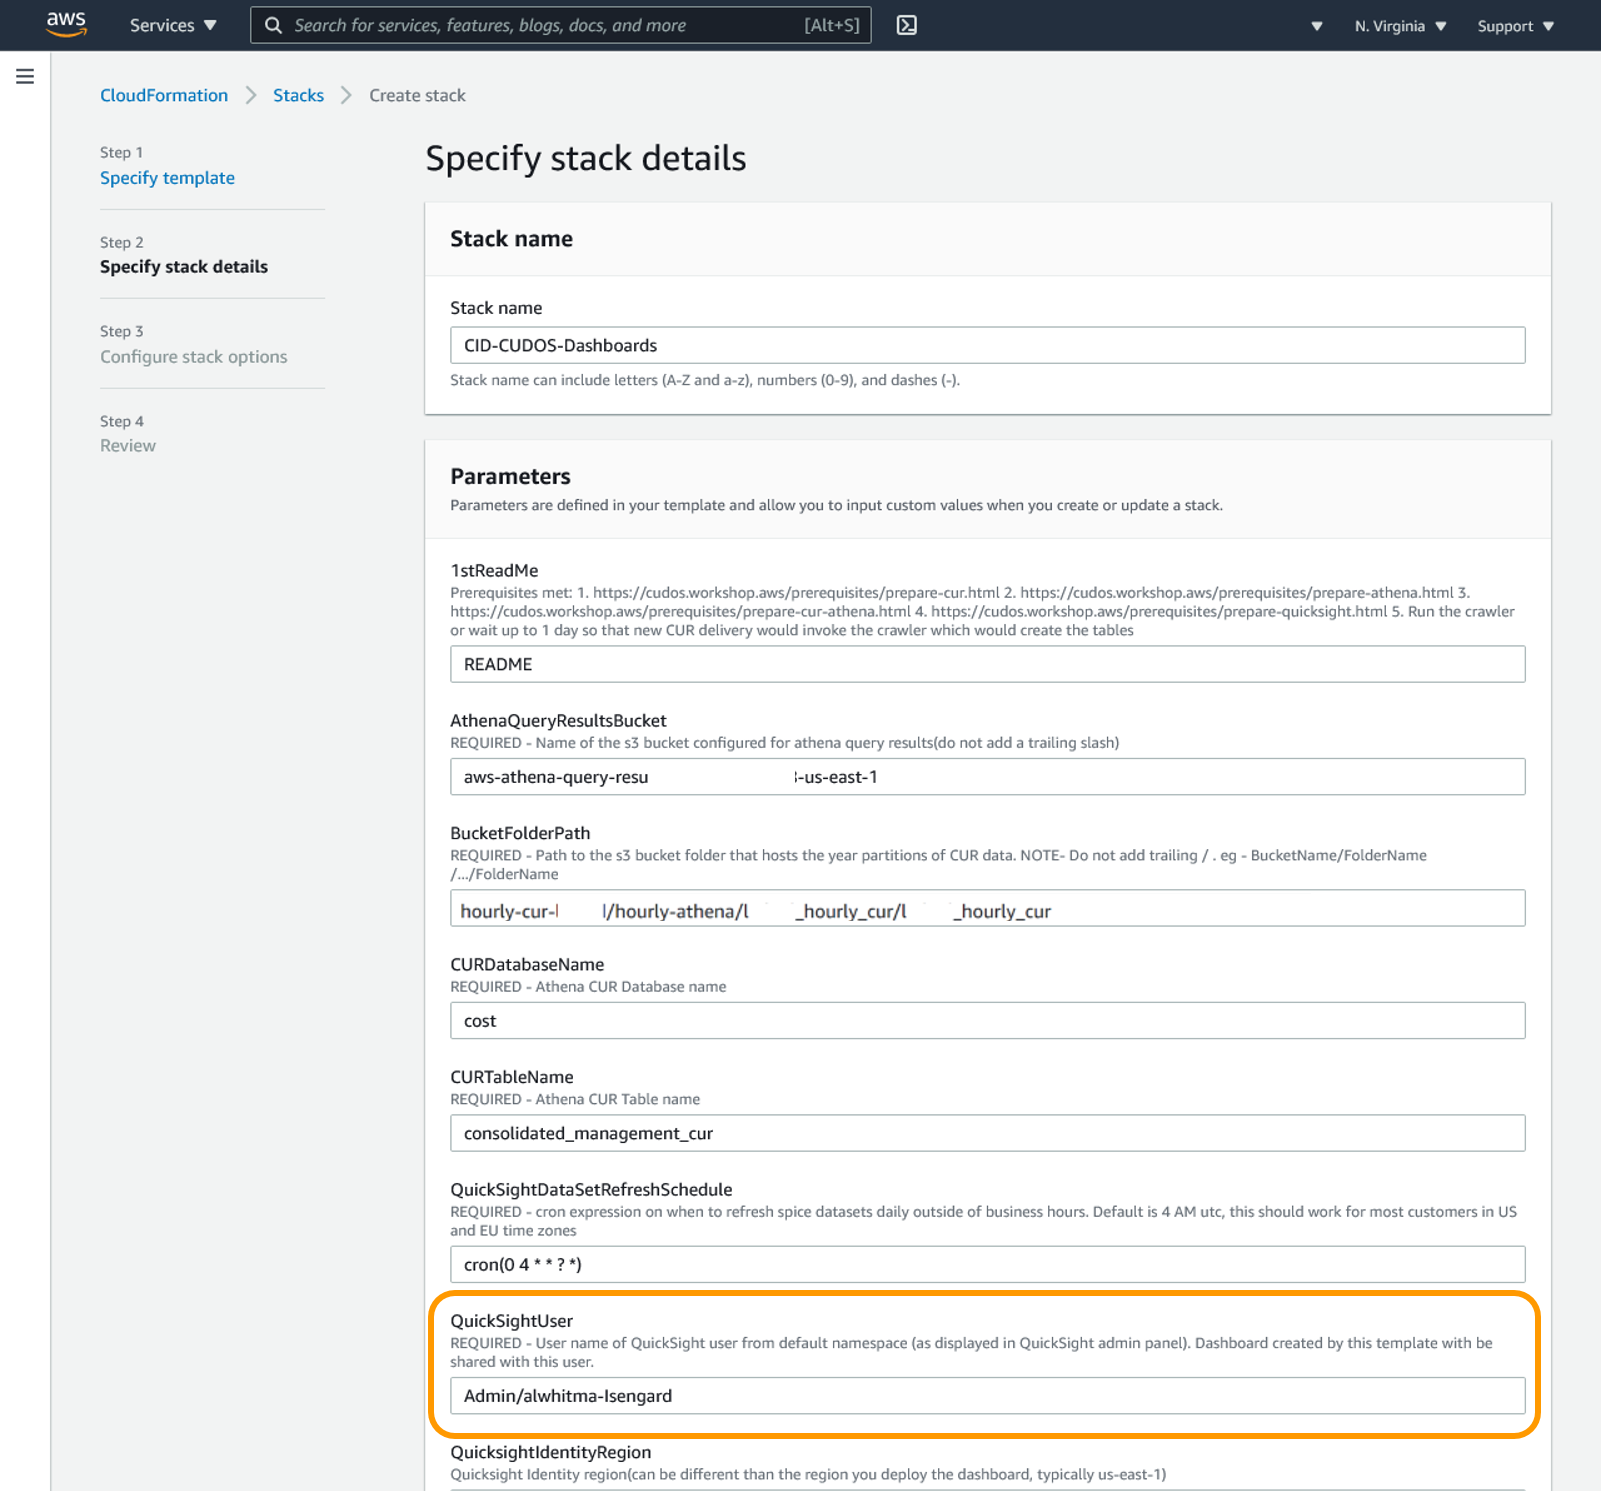 aws Services ▼ Search for services, features, blogs, docs, and more [Alt+S] ▼ N. Virginia ▼ Support ▼
CloudFormation > Stacks > Create stack
Step 1
Specify template
Step 2
Specify stack details
Step 3
Configure stack options
Step 4
Review
Specify stack details
Stack name
Stack name
CID-CUDOS-Dashboards
Stack name can include letters (A-Z and a-z), numbers (0-9), and dashes (-).
Parameters
Parameters are defined in your template and allow you to input custom values when you create or update a stack.
1stReadMe
Prerequisites met: 1. https://cudos.workshop.aws/prerequisites/prepare-cur.html 2. https://cudos.workshop.aws/prerequisites/prepare-athena.html 3.
https://cudos.workshop.aws/prerequisites/prepare-cur-athena.html 4. https://cudos.workshop.aws/prerequisites/prepare-quicksight.html 5. Run the crawler
or wait up to 1 day so that new CUR delivery would invoke the crawler which would create the tables
README
AthenaQueryResultsBucket
REQUIRED - Name of the s3 bucket configured for athena query results(do not add a trailing slash)
aws-athena-query-resu -us-east-1
BucketFolderPath
REQUIRED - Path to the s3 bucket folder that hosts the year partitions of CUR data. NOTE- Do not add trailing / . eg - BucketName/FolderName
/.../FolderName
hourly-cur- /hourly-athena/l _hourly_cur/l _hourly_cur
CURDatabaseName
REQUIRED - Athena CUR Database name
cost
CURTableName
REQUIRED - Athena CUR Table name
consolidated_management_cur
QuickSightDataSetRefreshSchedule
REQUIRED - cron expression on when to refresh spice datasets daily outside of business hours. Default is 4 AM utc, this should work for most customers in US
and EU time zones
cron(0 4 * * ? *)
QuickSightUser
REQUIRED - User name of QuickSight user from default namespace (as displayed in QuickSight admin panel). Dashboard created by this template with be
shared with this user.
Admin/alwhitma-Isengard
QuicksightIdentityRegion
Quicksight Identity region(can be different than the region you deploy the dashboard, typically us-east-1)